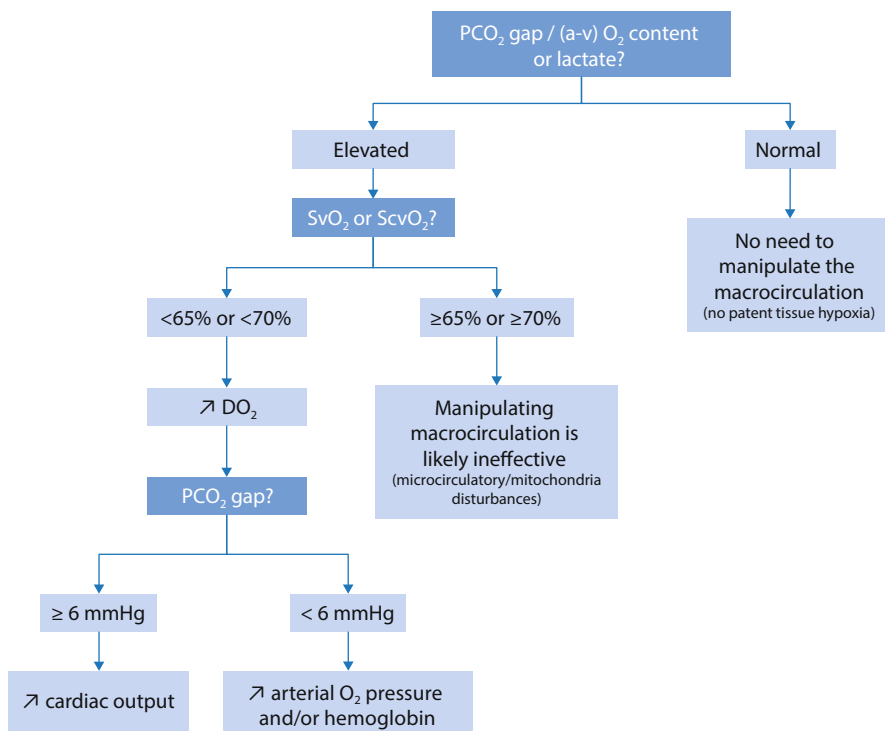 PCO₂ gap / (a-v) O₂ content
or lactate?
Elevated
Normal
SvO₂ or ScvO₂?
No need to
manipulate the
macrocirculation
(no patent tissue hypoxia)
<65% or <70%
≥65% or ≥70%
↗ DO₂
Manipulating
macrocirculation is
likely ineffective
(microcirculatory/mitochondria
disturbances)
PCO₂ gap?
≥ 6 mmHg
< 6 mmHg
↗ cardiac output
↗ arterial O₂ pressure
and/or hemoglobin